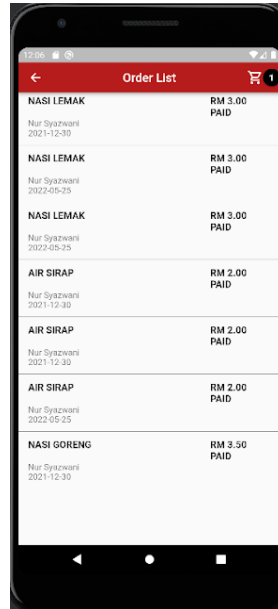 12:06
Order List
1
NASI LEMAK RM 3.00
PAID
Nur Syazwani
2021-12-30
NASI LEMAK RM 3.00
PAID
Nur Syazwani
2022-05-25
NASI LEMAK RM 3.00
PAID
Nur Syazwani
2022-05-25
AIR SIRAP RM 2.00
PAID
Nur Syazwani
2021-12-30
AIR SIRAP RM 2.00
PAID
Nur Syazwani
2021-12-30
AIR SIRAP RM 2.00
PAID
Nur Syazwani
2022-05-25
NASI GORENG RM 3.50
PAID
Nur Syazwani
2021-12-30